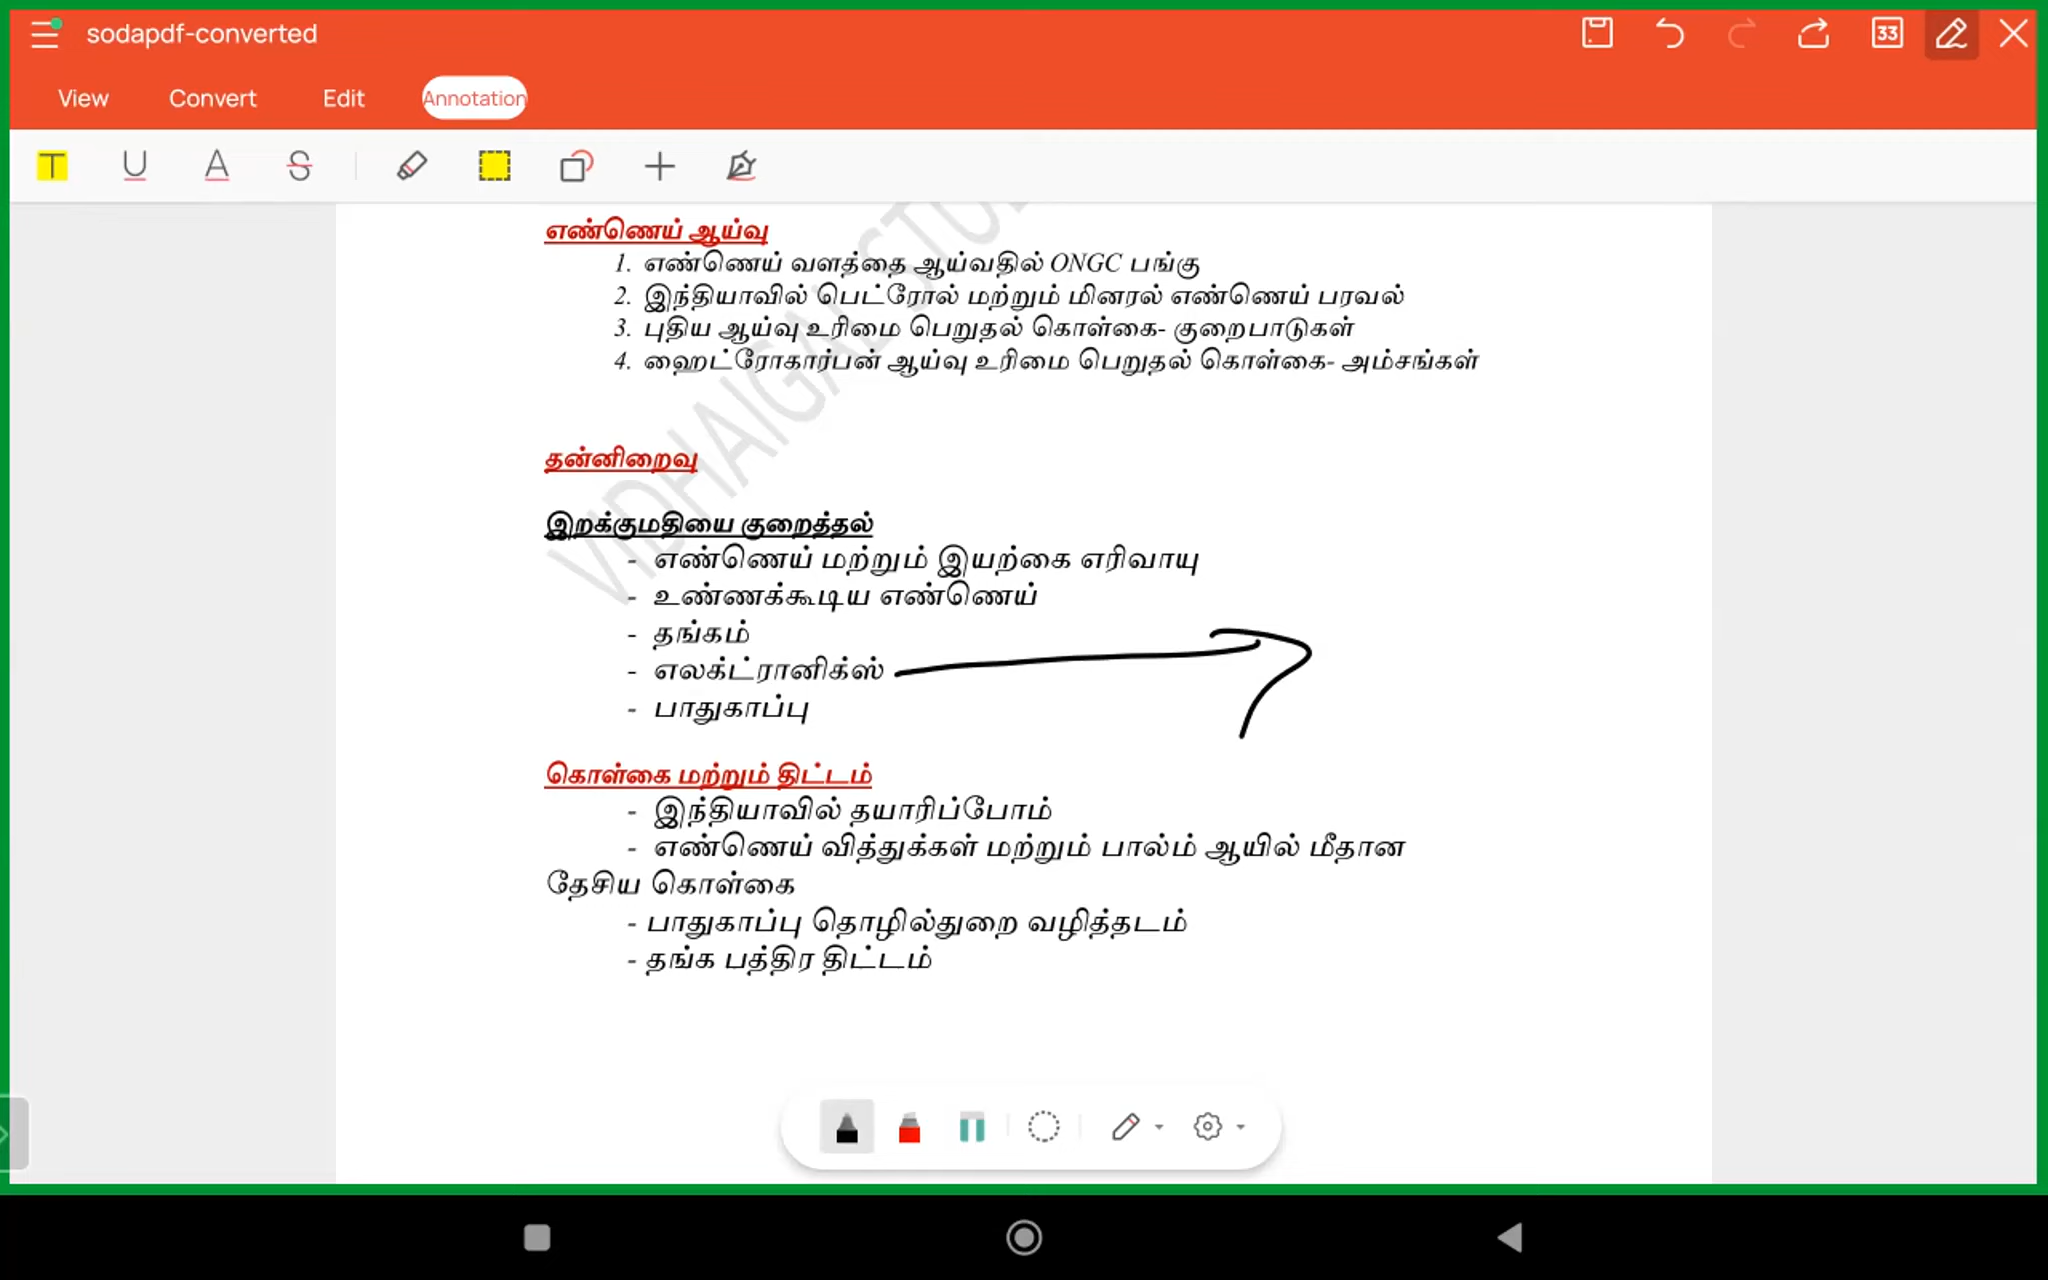 sodapdf-converted
33
View Convert Edit Annotation
T U A S
எண்ணெய் ஆய்வு
1. எண்ணெய் வளத்தை ஆய்வதில் ONGC பங்கு
2. இந்தியாவில் பெட்ரோல் மற்றும் மினரல் எண்ணெய் பரவல்
3. புதிய ஆய்வு உரிமை பெறுதல் கொள்கை- குறைபாடுகள்
4. ஹைட்ரோகார்பன் ஆய்வு உரிமை பெறுதல் கொள்கை- அம்சங்கள்
தன்னிறைவு
இறக்குமதியை குறைத்தல்
- எண்ணெய் மற்றும் இயற்கை எரிவாயு
- உண்ணக்கூடிய எண்ணெய்
- தங்கம்
- எலக்ட்ரானிக்ஸ்
- பாதுகாப்பு
கொள்கை மற்றும் திட்டம்
- இந்தியாவில் தயாரிப்போம்
- எண்ணெய் வித்துக்கள் மற்றும் பால்ம் ஆயில் மீதான
தேசிய கொள்கை
- பாதுகாப்பு தொழில்துறை வழித்தடம்
- தங்க பத்திர திட்டம்
VIDHAIGAL